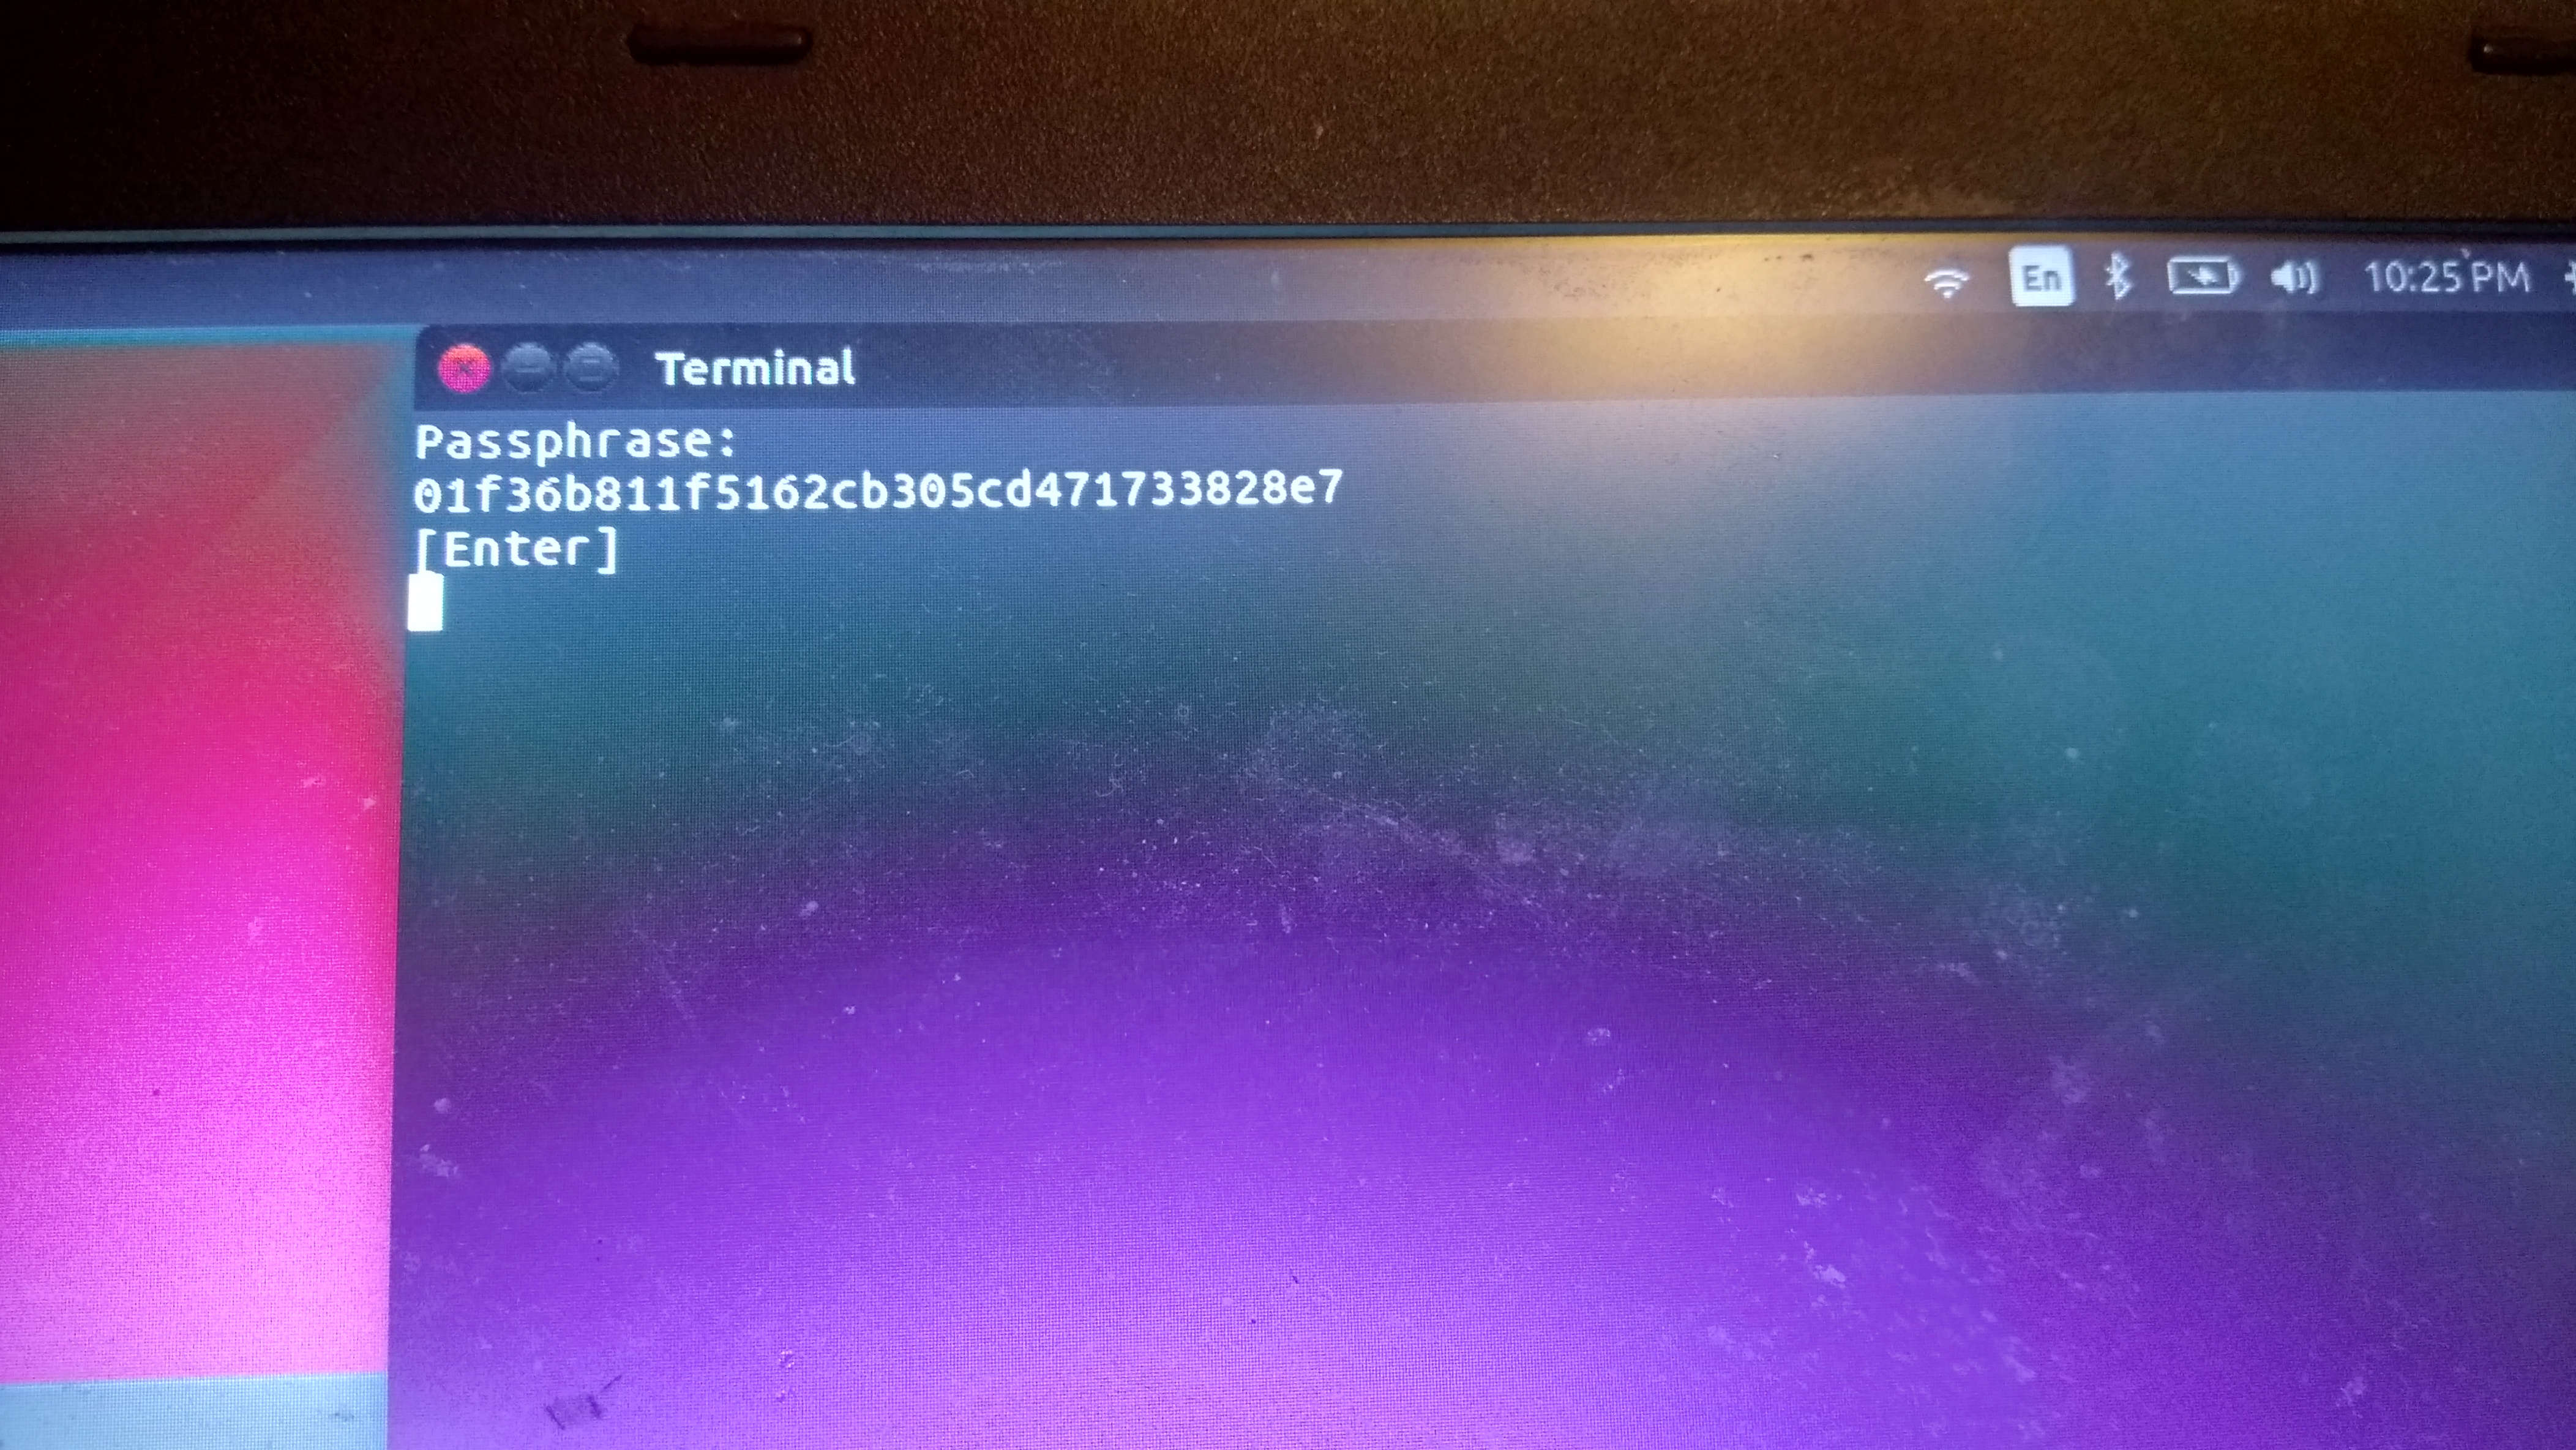 En 10:25 PM
Terminal
Passphrase:
01f36b811f5162cb305cd471733828e7
[Enter]